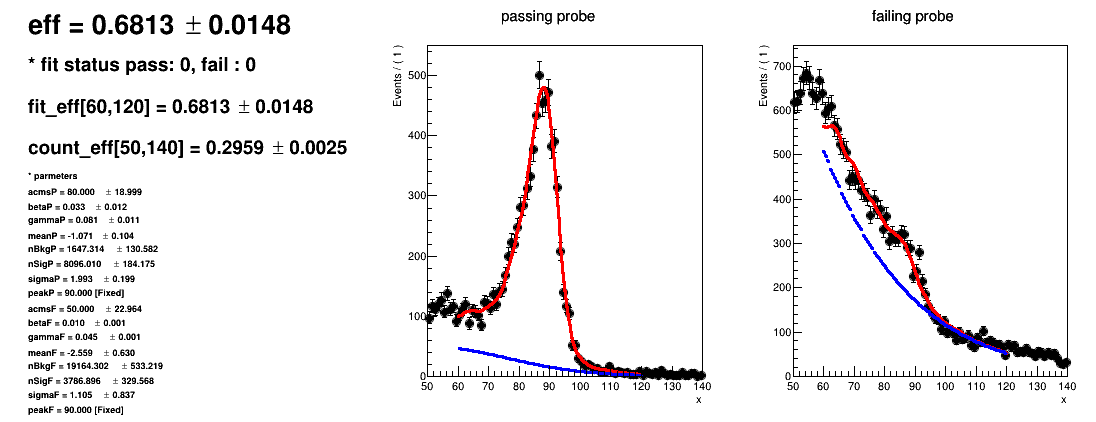 eff = 0.6813 ± 0.0148
* fit status pass: 0, fail : 0
fit_eff[60,120] = 0.6813 ± 0.0148
count_eff[50,140] = 0.2959 ± 0.0025
* parmeters
acmsP = 80.000 ± 18.999
betaP = 0.033 ± 0.012
gammaP = 0.081 ± 0.011
meanP = -1.071 ± 0.104
nBkgP = 1647.314 ± 130.582
nSigP = 8096.010 ± 184.175
sigmaP = 1.993 ± 0.199
peakP = 90.000 [Fixed]
acmsF = 50.000 ± 22.964
betaF = 0.010 ± 0.001
gammaF = 0.045 ± 0.001
meanF = -2.559 ± 0.630
nBkgF = 19164.302 ± 533.219
nSigF = 3786.896 ± 329.568
sigmaF = 1.105 ± 0.837
peakF = 90.000 [Fixed]
passing probe
Events / ( 1 )
500
400
300
200
100
0
50 60 70 80 90 100 110 120 130 140
x
failing probe
Events / ( 1 )
700
600
500
400
300
200
100
0
50 60 70 80 90 100 110 120 130 140
x